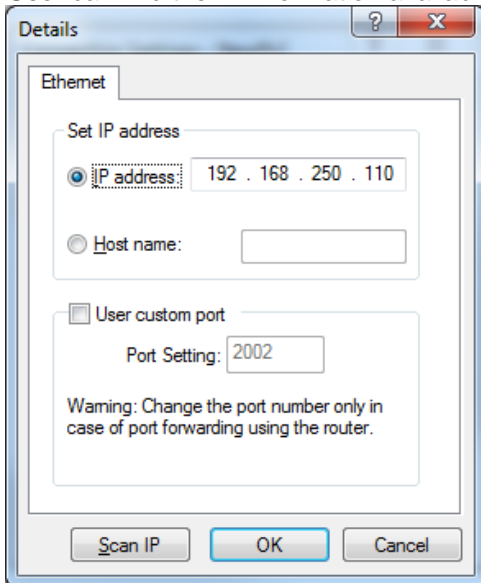 Details
Ethernet
Set IP address
IP address: 192 . 168 . 250 . 110
Host name:
User custom port
Port Setting: 2002
Warning: Change the port number only in
case of port forwarding using the router.
Scan IP OK Cancel